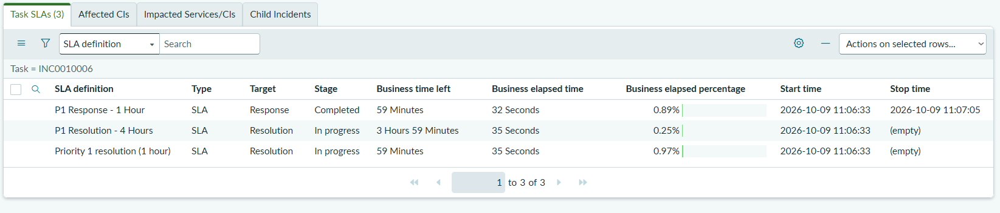 Task SLAs (3) Affected CIs Impacted Services/CIs Child Incidents
SLA definition Search Actions on selected rows...
Task = INC0010006
SLA definition Type Target Stage Business time left Business elapsed time Business elapsed percentage Start time Stop time
P1 Response - 1 Hour SLA Response Completed 59 Minutes 32 Seconds 0.89% 2026-10-09 11:06:33 2026-10-09 11:07:05
P1 Resolution - 4 Hours SLA Resolution In progress 3 Hours 59 Minutes 35 Seconds 0.25% 2026-10-09 11:06:33 (empty)
Priority 1 resolution (1 hour) SLA Resolution In progress 59 Minutes 35 Seconds 0.97% 2026-10-09 11:06:33 (empty)
1 to 3 of 3